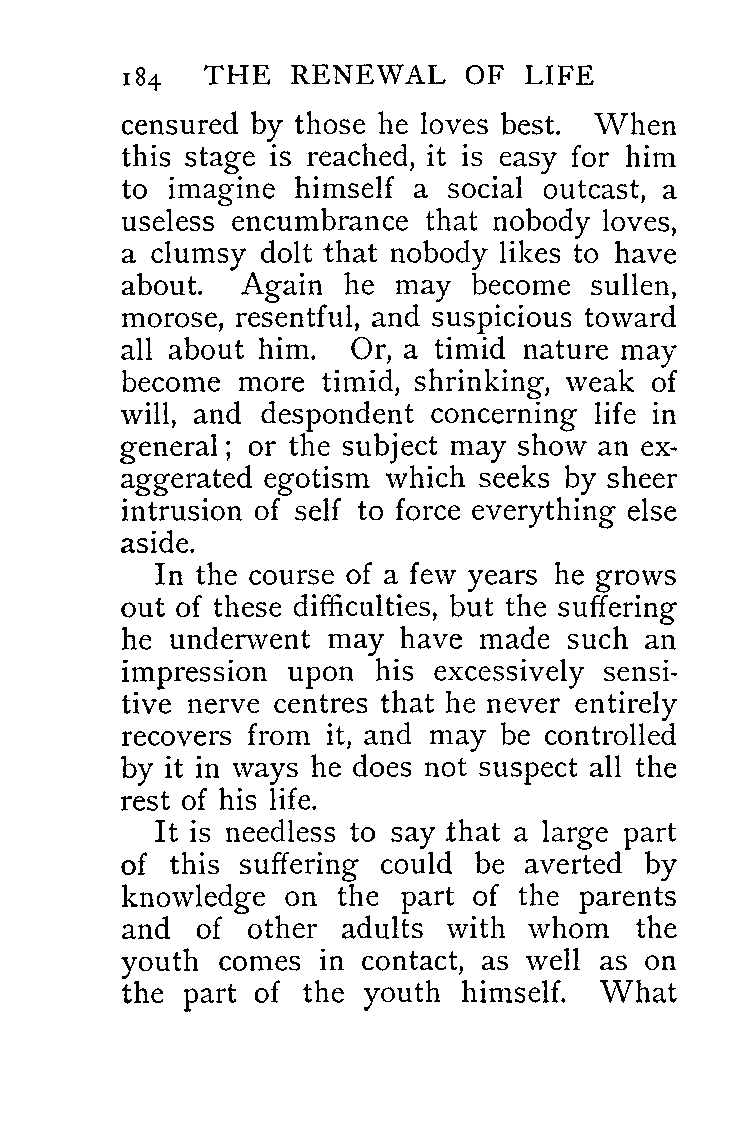 184 THE RENEWAL OF LIFE
censured by those he loves best. When
this stage is reached, it is easy for him
to imagine himself a social outcast, a
useless encumbrance that nobody loves,
a clumsy dolt that nobody likes to have
about. Again he may become sullen,
morose, resentful, and suspicious toward
all about him. Or, a timid nature may
become more timid, shrinking, weak of
will, and despondent concerning life in
general; or the subject may show an ex-
aggerated egotism which seeks by sheer
intrusion of self to force everything else
aside.
In the course of a few years he grows
out of these difficulties, but the suffering
he underwent may have made such an
impression upon his excessively sensi-
tive nerve centres that he never entirely
recovers from it, and may be controlled
by it in ways he does not suspect all the
rest of his life.
It is needless to say that a large part
of this suffering could be averted by
knowledge on the part of the parents
and of other adults with whom the
youth comes in contact, as well as on
the part of the youth himself. What